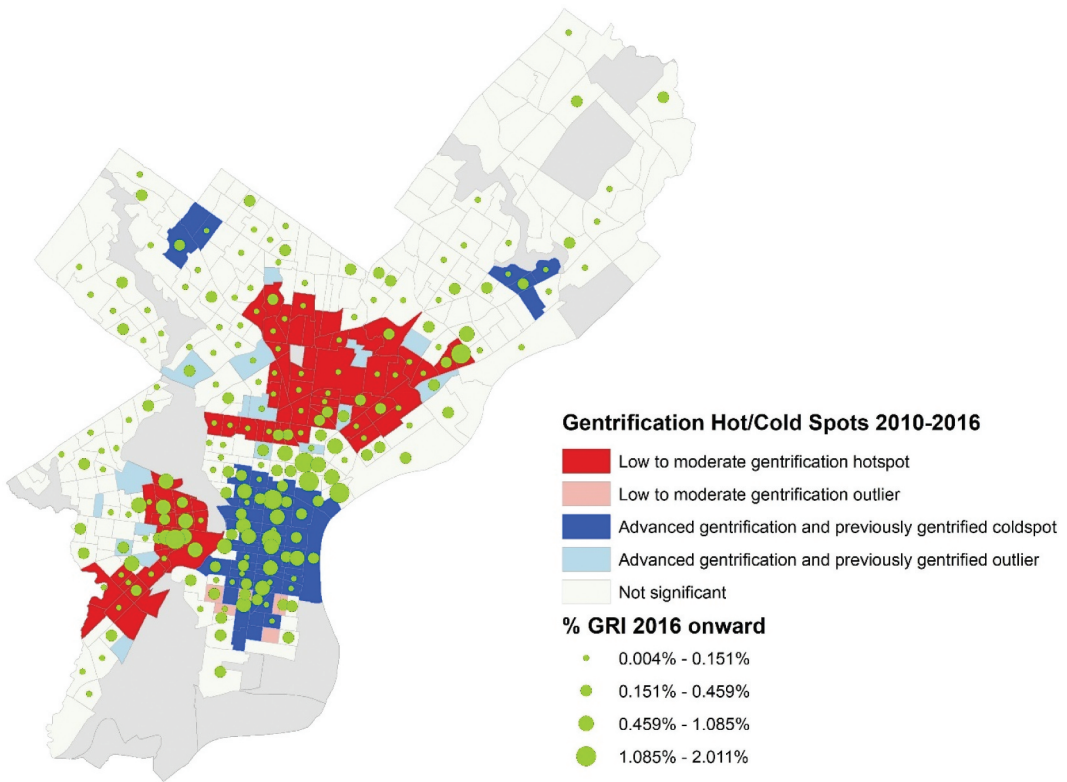 Gentrification Hot/Cold Spots 2010-2016
Low to moderate gentrification hotspot
Low to moderate gentrification outlier
Advanced gentrification and previously gentrified coldspot
Advanced gentrification and previously gentrified outlier
Not significant
% GRI 2016 onward
0.004% - 0.151%
0.151% - 0.459%
0.459% - 1.085%
1.085% - 2.011%